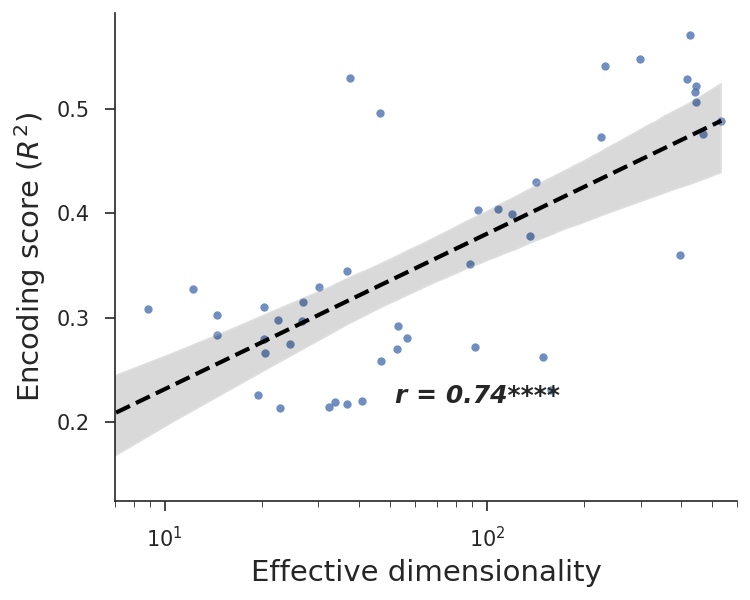 Encoding score (R²)
0.5
0.4
0.3
0.2
r = 0.74****
10¹
10²
Effective dimensionality